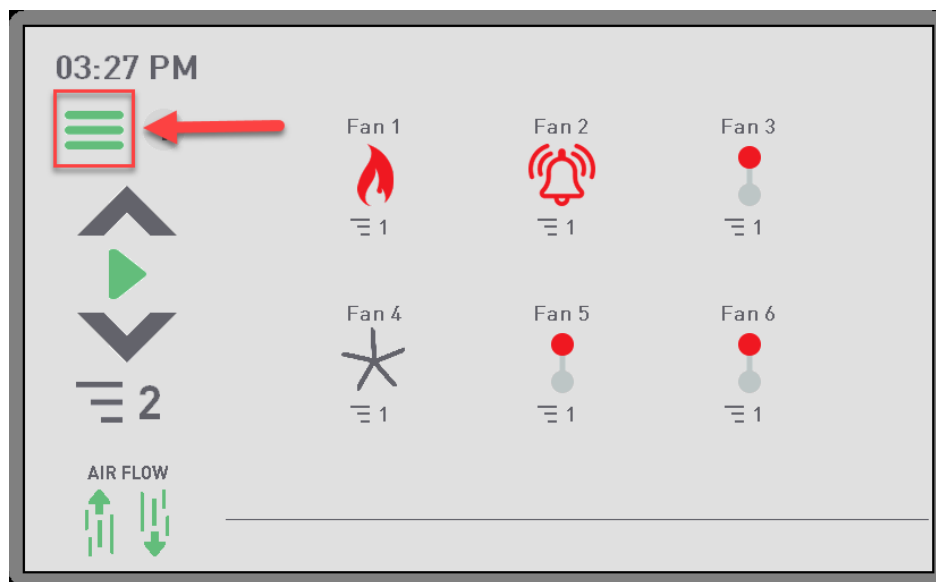 03:27 PM
Fan 1 Fan 2 Fan 3
1 1 1
Fan 4 Fan 5 Fan 6
1 1 1
2
AIR FLOW